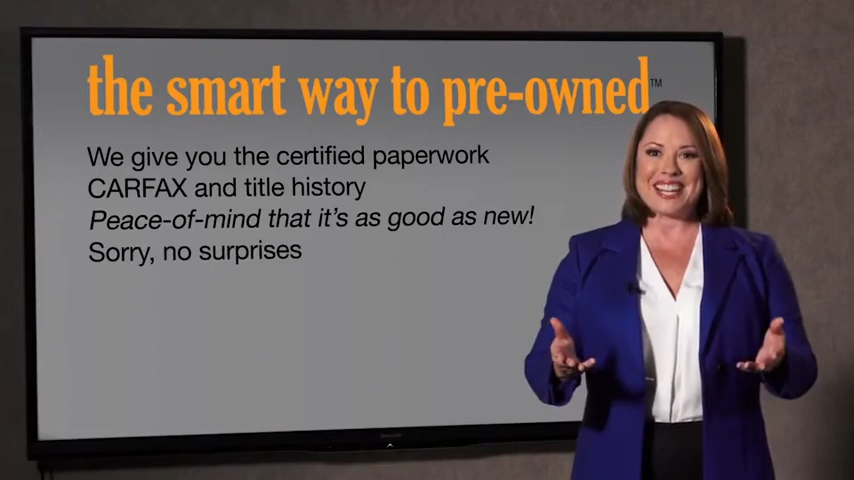 the smart way to pre-owned™
We give you the certified paperwork
CARFAX and title history
Peace-of-mind that it's as good as new!
Sorry, no surprises